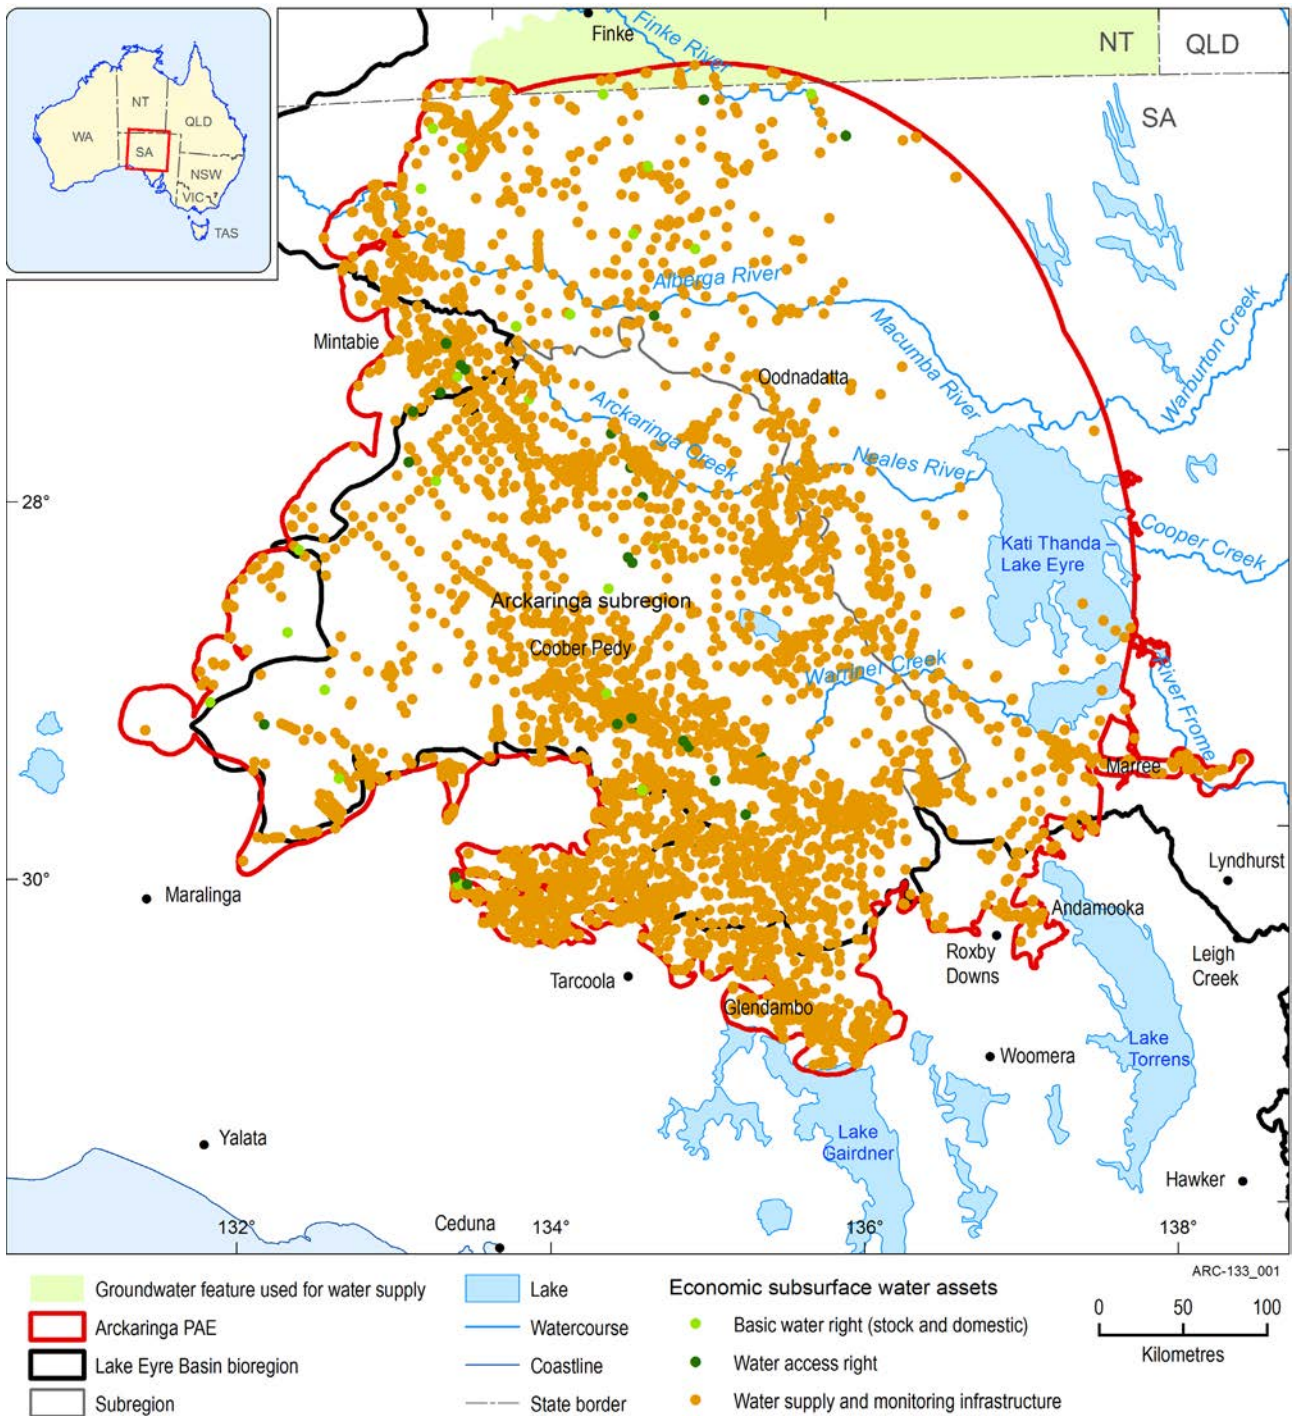 Finke
Finke River
NT
QLD
SA
NT
WA
QLD
SA
NSW
VIC
TAS
Alberga River
Mintabie
Macumba River
Warburton Creek
Oodnadatta
Arckaringa Creek
Neales River
28°
Cooper Creek
Kati Thanda
Lake Eyre
Arckaringa subregion
Coober Pedy
Warriner Creek
River Frome
Marree
Lyndhurst
30°
Maralinga
Andamooka
Roxby
Downs
Leigh
Creek
Tarcoola
Glendambo
Woomera
Lake
Torrens
Lake
Gairdner
Yalata
Hawker
Ceduna
132°
134°
136°
138°
ARC-133_001
Groundwater feature used for water supply
Arckaringa PAE
Lake Eyre Basin bioregion
Subregion
Lake
Watercourse
Coastline
State border
Economic subsurface water assets
Basic water right (stock and domestic)
Water access right
Water supply and monitoring infrastructure
0 50 100
Kilometres